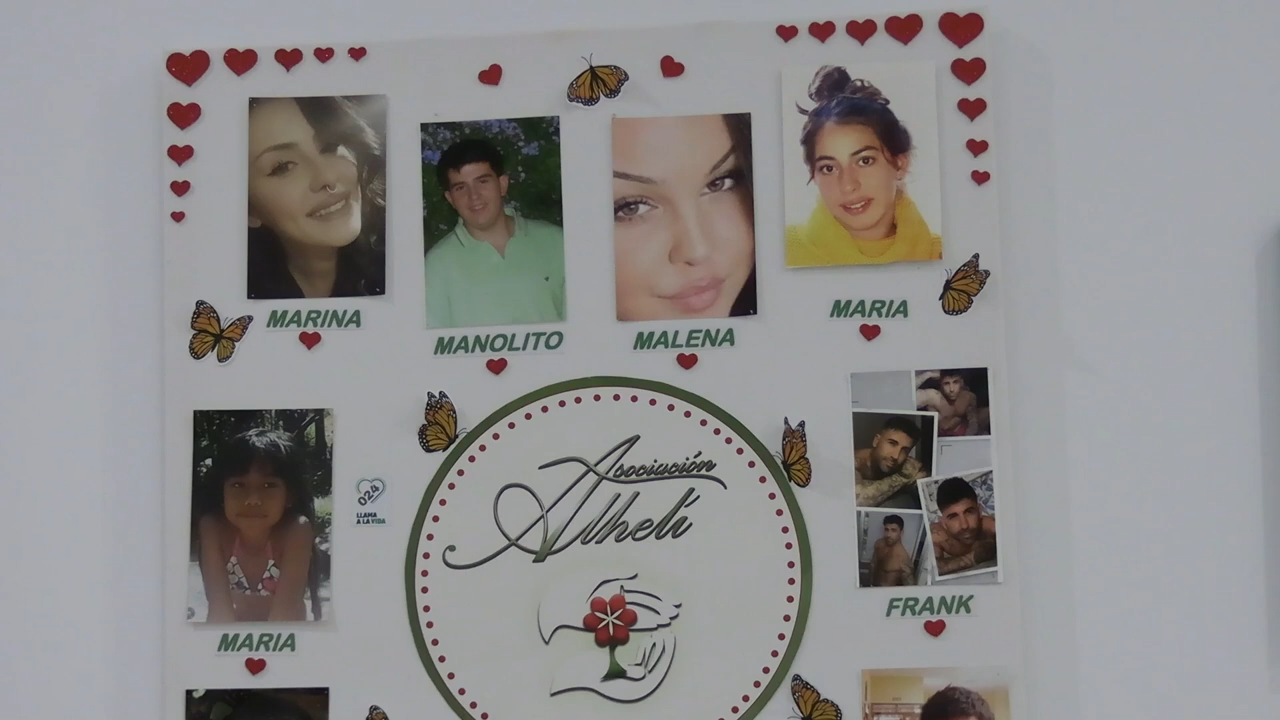 MARINA
MANOLITO
MALENA
MARIA
024
LLAMA
A LA VIDA
Asociación
Alhelí
MARIA
FRANK